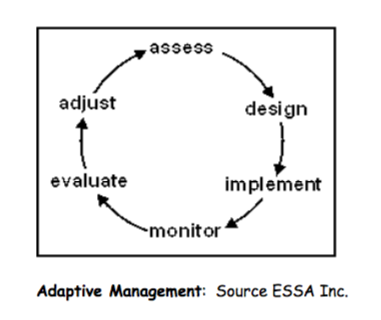 assess
design
implement
monitor
evaluate
adjust
Adaptive Management: Source ESSA Inc.